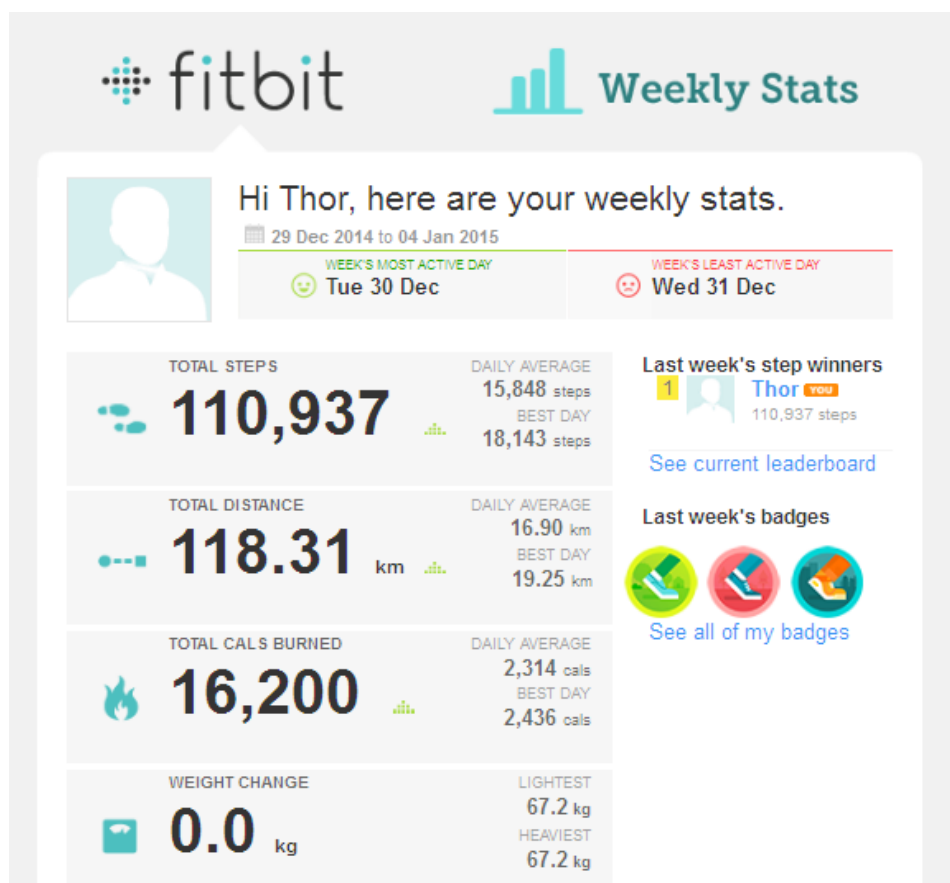 fitbit
Weekly Stats
Hi Thor, here are your weekly stats.
29 Dec 2014 to 04 Jan 2015
WEEK'S MOST ACTIVE DAY
Tue 30 Dec
WEEK'S LEAST ACTIVE DAY
Wed 31 Dec
TOTAL STEPS
110,937
DAILY AVERAGE
15,848 steps
BEST DAY
18,143 steps
TOTAL DISTANCE
118.31 km
DAILY AVERAGE
16.90 km
BEST DAY
19.25 km
TOTAL CALS BURNED
16,200
DAILY AVERAGE
2,314 cals
BEST DAY
2,436 cals
WEIGHT CHANGE
0.0 kg
LIGHTEST
67.2 kg
HEAVIEST
67.2 kg
Last week's step winners
1 Thor YOU
110,937 steps
See current leaderboard
Last week's badges
See all of my badges